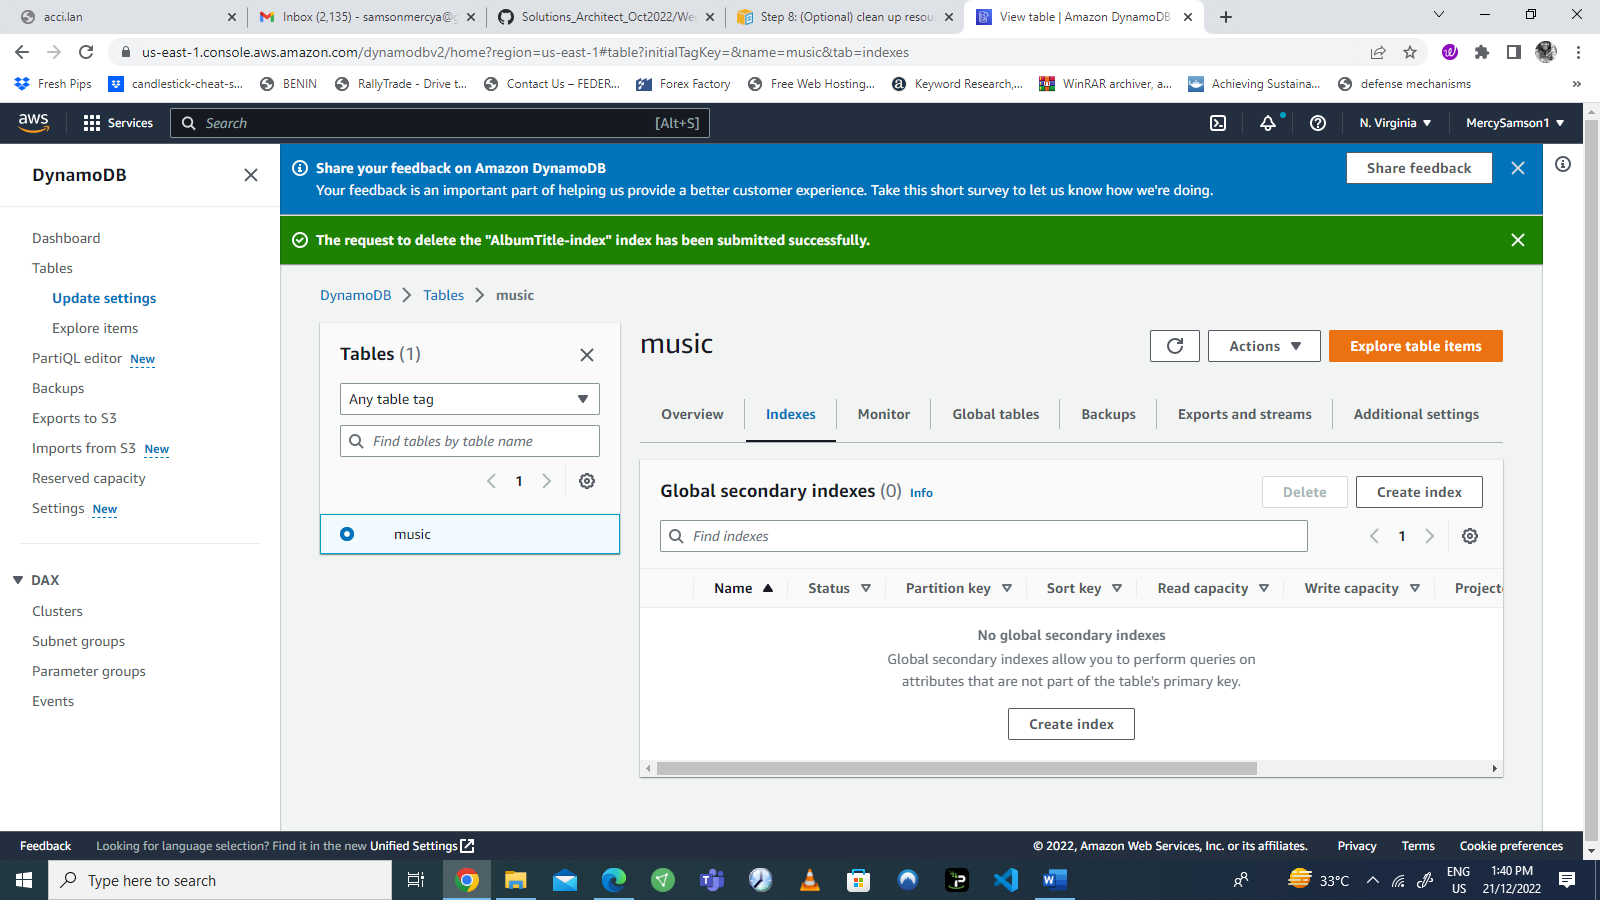 acci.lan
Inbox (2,135) - samsonmercya@g
Solutions_Architect_Oct2022/We
Step 8: (Optional) clean up resou
View table | Amazon DynamoDB
us-east-1.console.aws.amazon.com/dynamodbv2/home?region=us-east-1#table?initialTagKey=&name=music&tab=indexes
Fresh Pips
candlestick-cheat-s...
BENIN
RallyTrade - Drive t...
Contact Us – FEDER...
Forex Factory
Free Web Hosting...
Keyword Research,...
WinRAR archiver, a...
Achieving Sustaina...
defense mechanisms
»
aws
Services
Search
[Alt+S]
N. Virginia
MercySamson1
DynamoDB
Dashboard
Tables
Update settings
Explore items
PartiQL editor New
Backups
Exports to S3
Imports from S3 New
Reserved capacity
Settings New
DAX
Clusters
Subnet groups
Parameter groups
Events
Share your feedback on Amazon DynamoDB
Your feedback is an important part of helping us provide a better customer experience. Take this short survey to let us know how we're doing.
Share feedback
The request to delete the "AlbumTitle-index" index has been submitted successfully.
DynamoDB
Tables
music
Tables (1)
Any table tag
Find tables by table name
1
music
music
Actions
Explore table items
Overview
Indexes
Monitor
Global tables
Backups
Exports and streams
Additional settings
Global secondary indexes (0) Info
Delete
Create index
Find indexes
1
Name
Status
Partition key
Sort key
Read capacity
Write capacity
Projecte
No global secondary indexes
Global secondary indexes allow you to perform queries on
attributes that are not part of the table's primary key.
Create index
Feedback
Looking for language selection? Find it in the new Unified Settings
© 2022, Amazon Web Services, Inc. or its affiliates.
Privacy
Terms
Cookie preferences
Type here to search
33°C
ENG
US
1:40 PM
21/12/2022